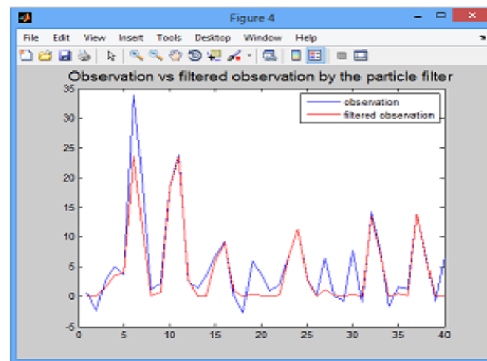 Figure 4
File Edit View Insert Tools Desktop Window Help
Observation vs filtered observation by the particle filter
observation
filtered observation
35
30
25
20
15
10
5
0
-5
0 5 10 15 20 25 30 35 40